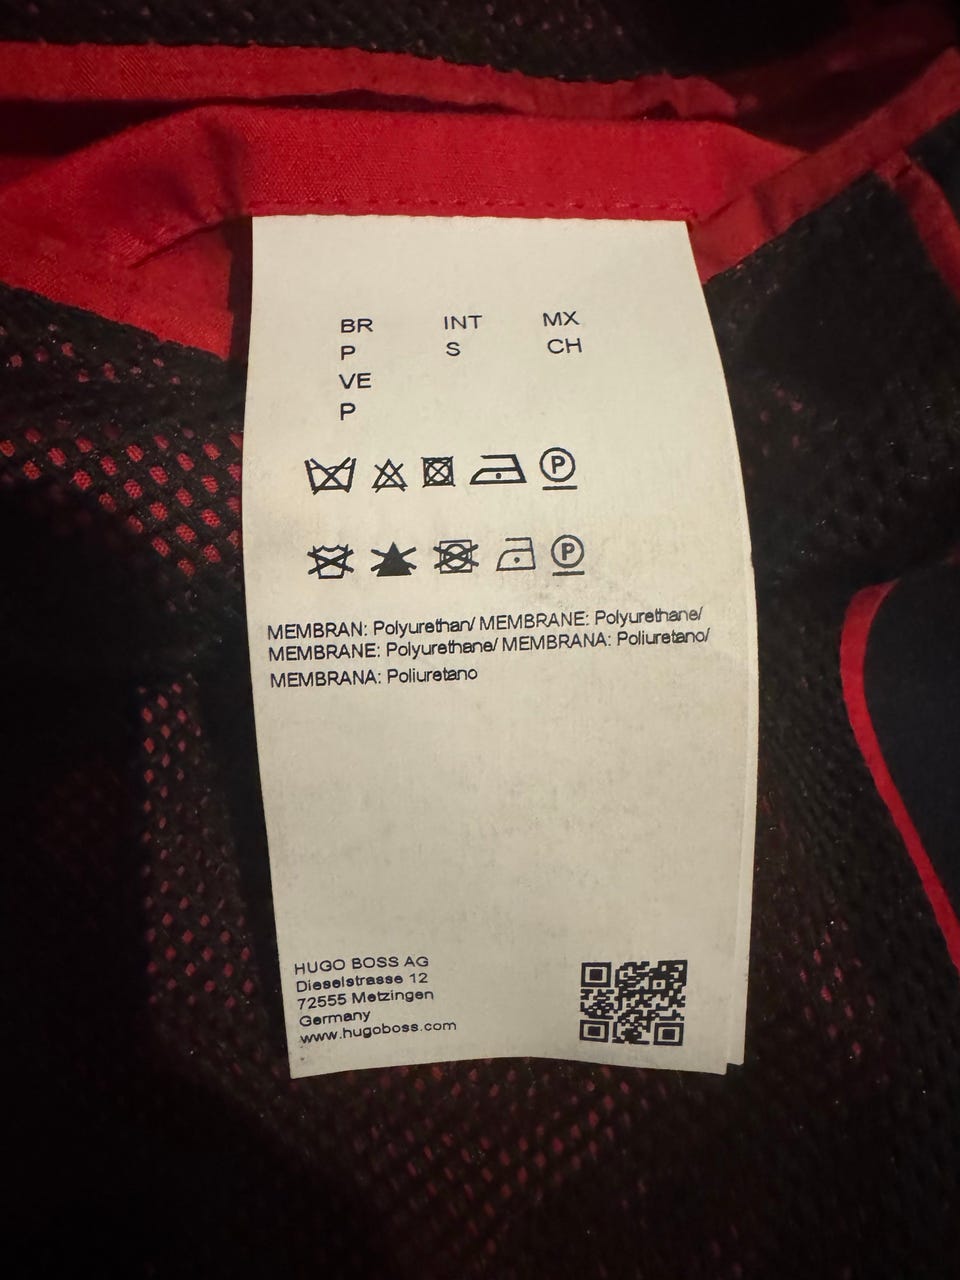 BR INT MX
P S CH
VE
P
P
P
MEMBRAN: Polyurethan/ MEMBRANE: Polyurethane/
MEMBRANE: Polyurethane/ MEMBRANA: Poliuretano/
MEMBRANA: Poliuretano
HUGO BOSS AG
Dieselstrasse 12
72555 Metzingen
Germany
www.hugoboss.com